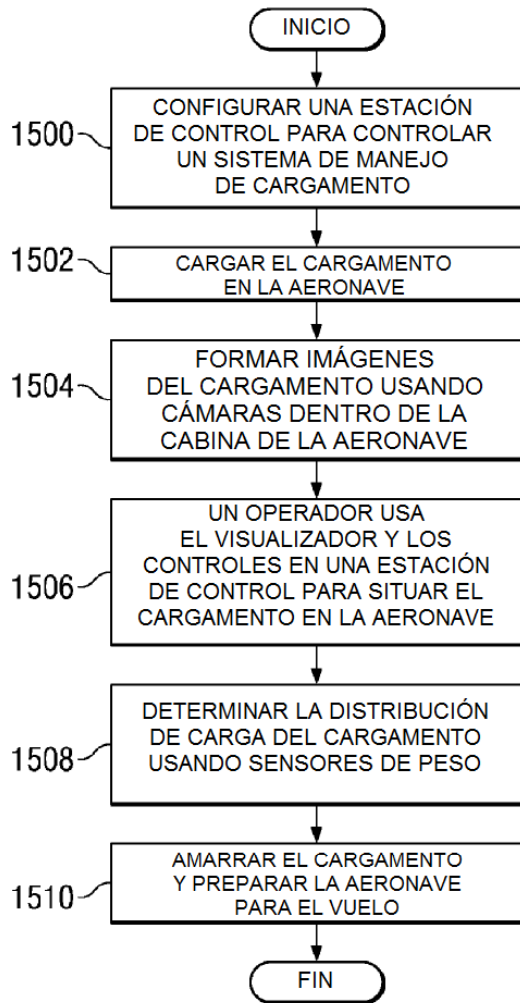 INICIO
1500
CONFIGURAR UNA ESTACIÓN
DE CONTROL PARA CONTROLAR
UN SISTEMA DE MANEJO
DE CARGAMENTO
1502
CARGAR EL CARGAMENTO
EN LA AERONAVE
1504
FORMAR IMÁGENES
DEL CARGAMENTO USANDO
CÁMARAS DENTRO DE LA
CABINA DE LA AERONAVE
1506
UN OPERADOR USA
EL VISUALIZADOR Y LOS
CONTROLES EN UNA ESTACIÓN
DE CONTROL PARA SITUAR EL
CARGAMENTO EN LA AERONAVE
1508
DETERMINAR LA DISTRIBUCIÓN
DE CARGA DEL CARGAMENTO
USANDO SENSORES DE PESO
1510
AMARRAR EL CARGAMENTO
Y PREPARAR LA AERONAVE
PARA EL VUELO
FIN